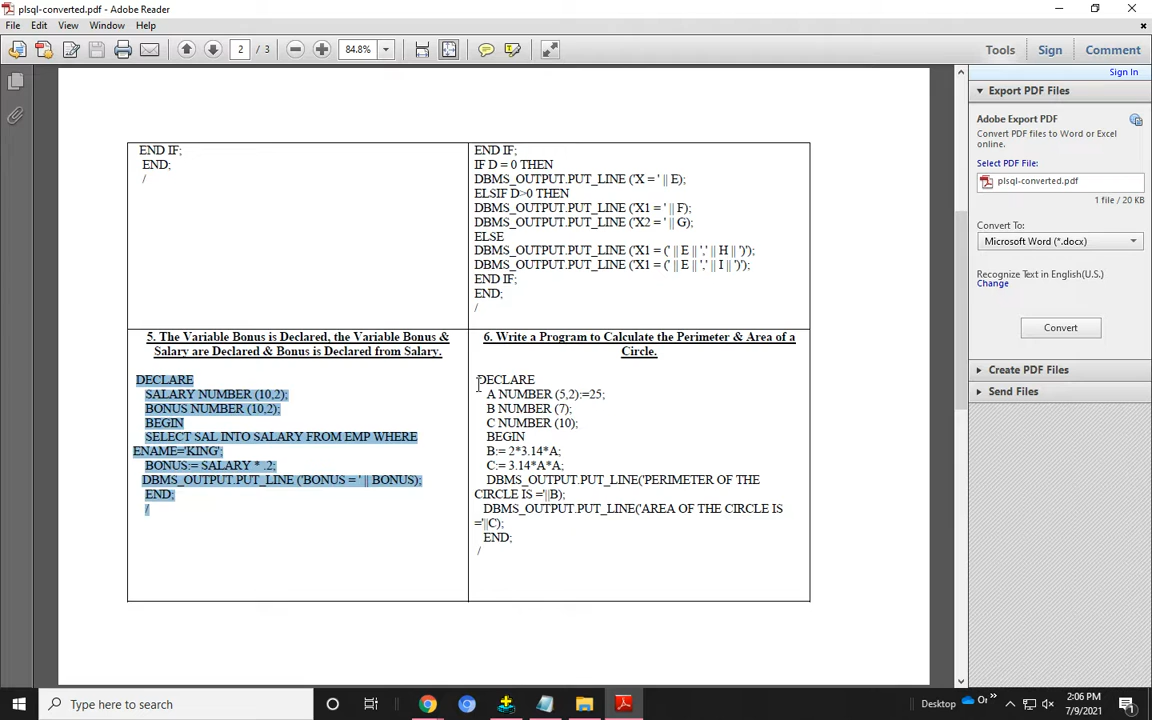 plsql-converted.pdf - Adobe Reader
File Edit View Window Help
2 / 3
84.8%
Tools Sign Comment
Sign In
END IF;
END;
/
END IF;
IF D = 0 THEN
DBMS_OUTPUT.PUT_LINE ('X = ' || E);
ELSIF D>0 THEN
DBMS_OUTPUT.PUT_LINE ('X1 = ' || F);
DBMS_OUTPUT.PUT_LINE ('X2 = ' || G);
ELSE
DBMS_OUTPUT.PUT_LINE ('X1 = (' || E || ',' || H || ')');
DBMS_OUTPUT.PUT_LINE ('X1 = (' || E || ',' || I || ')');
END IF;
END;
/
5. The Variable Bonus is Declared, the Variable Bonus &
Salary are Declared & Bonus is Declared from Salary.
DECLARE
SALARY NUMBER (10,2);
BONUS NUMBER (10,2);
BEGIN
SELECT SAL INTO SALARY FROM EMP WHERE
ENAME='KING';
BONUS:= SALARY * .2;
DBMS_OUTPUT.PUT_LINE ('BONUS = ' || BONUS);
END;
/
6. Write a Program to Calculate the Perimeter & Area of a
Circle.
DECLARE
A NUMBER (5,2):=25;
B NUMBER (7);
C NUMBER (10);
BEGIN
B:= 2*3.14*A;
C:= 3.14*A*A;
DBMS_OUTPUT.PUT_LINE('PERIMETER OF THE
CIRCLE IS ='||B);
DBMS_OUTPUT.PUT_LINE('AREA OF THE CIRCLE IS
='||C);
END;
/
Export PDF Files
Adobe Export PDF
Convert PDF files to Word or Excel
online.
Select PDF File:
plsql-converted.pdf
1 file / 20 KB
Convert To:
Microsoft Word (*.docx)
Recognize Text in English(U.S.)
Change
Convert
Create PDF Files
Send Files
Type here to search
Desktop
Or
2:06 PM
7/9/2021
1